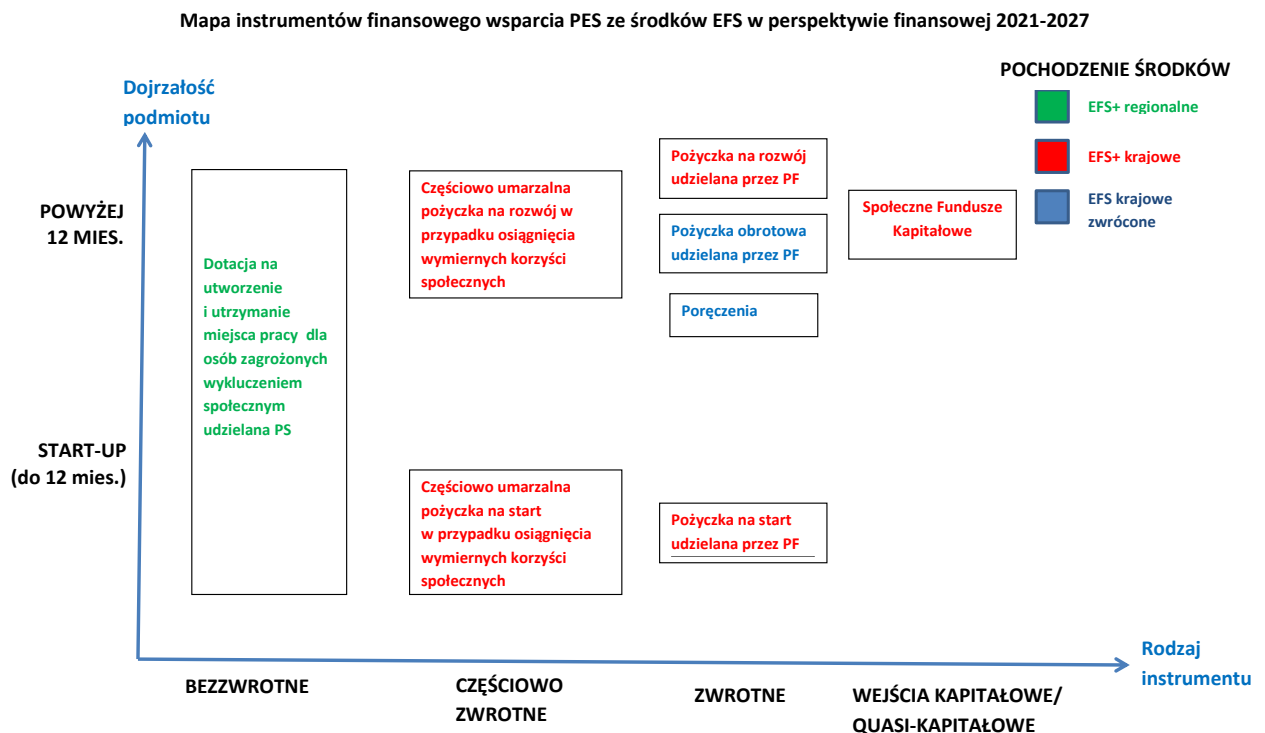 Mapa instrumentów finansowego wsparcia PES ze środków EFS w perspektywie finansowej 2021-2027
POCHODZENIE ŚRODKÓW
EFS+ regionalne
EFS+ krajowe
EFS krajowe
zwrócone
Dojrzałość
podmiotu
POWYŻEJ
12 MIES.
START-UP
(do 12 mies.)
Dotacja na
utworzenie
i utrzymanie
miejsca pracy dla
osób zagrożonych
wykluczeniem
społecznym
udzielana PS
Częściowo umarzalna
pożyczka na rozwój w
przypadku osiągnięcia
wymiernych korzyści
społecznych
Częściowo umarzalna
pożyczka na start
w przypadku osiągnięcia
wymiernych korzyści
społecznych
Pożyczka na rozwój
udzielana przez PF
Pożyczka obrotowa
udzielana przez PF
Poręczenia
Pożyczka na start
udzielana przez PF
Społeczne Fundusze
Kapitałowe
BEZZWROTNE
CZĘŚCIOWO
ZWROTNE
ZWROTNE
WEJŚCIA KAPITAŁOWE/
QUASI-KAPITAŁOWE
Rodzaj
instrumentu